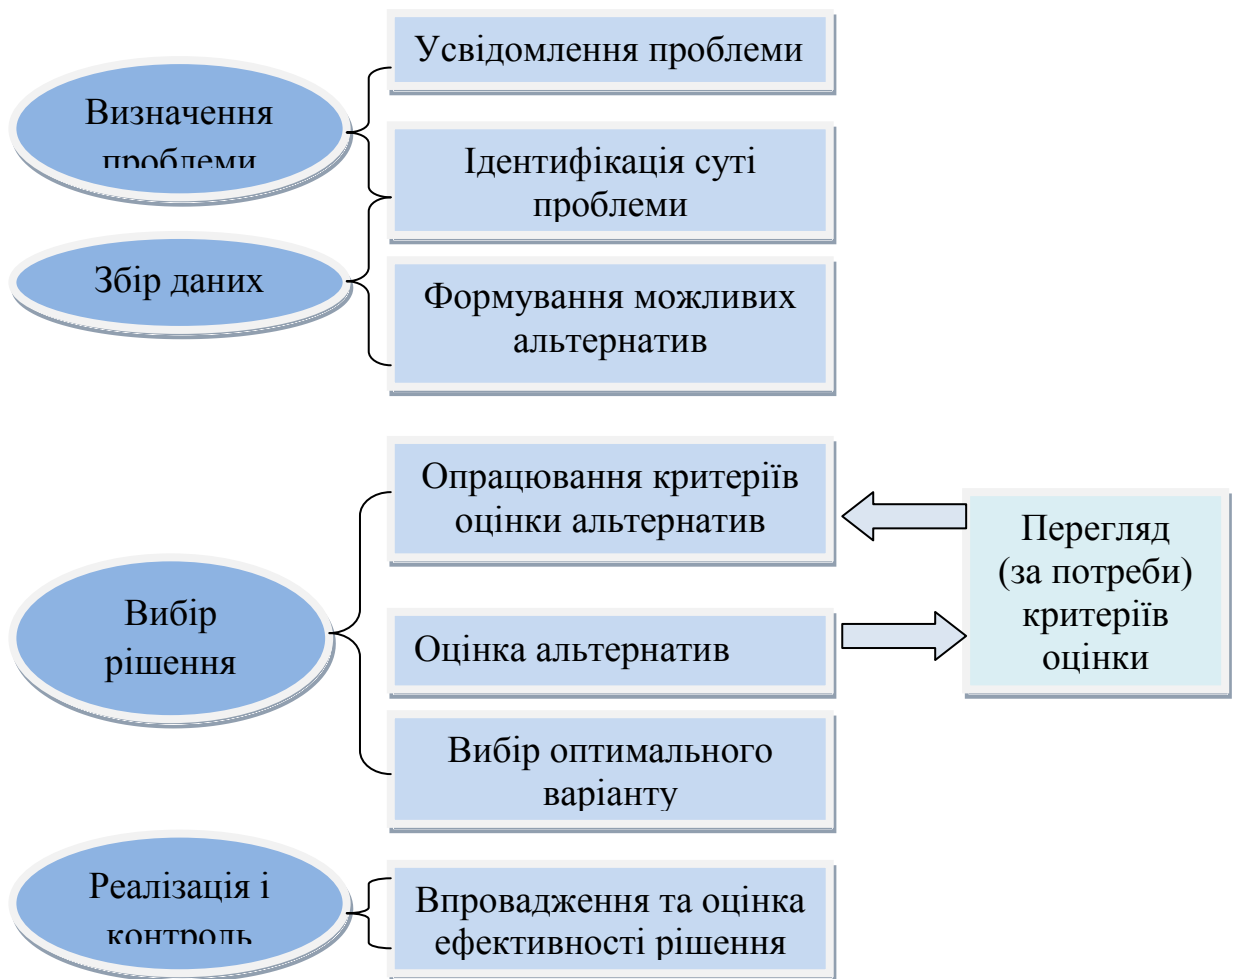 Усвідомлення проблеми
Визначення
проблеми
Ідентифікація суті
проблеми
Збір даних
Формування можливих
альтернатив
Опрацювання критеріїв
оцінки альтернатив
Перегляд
(за потреби)
критеріїв
оцінки
Вибір
рішення
Оцінка альтернатив
Вибір оптимального
варіанту
Реалізація і
контроль
Впровадження та оцінка
ефективності рішення